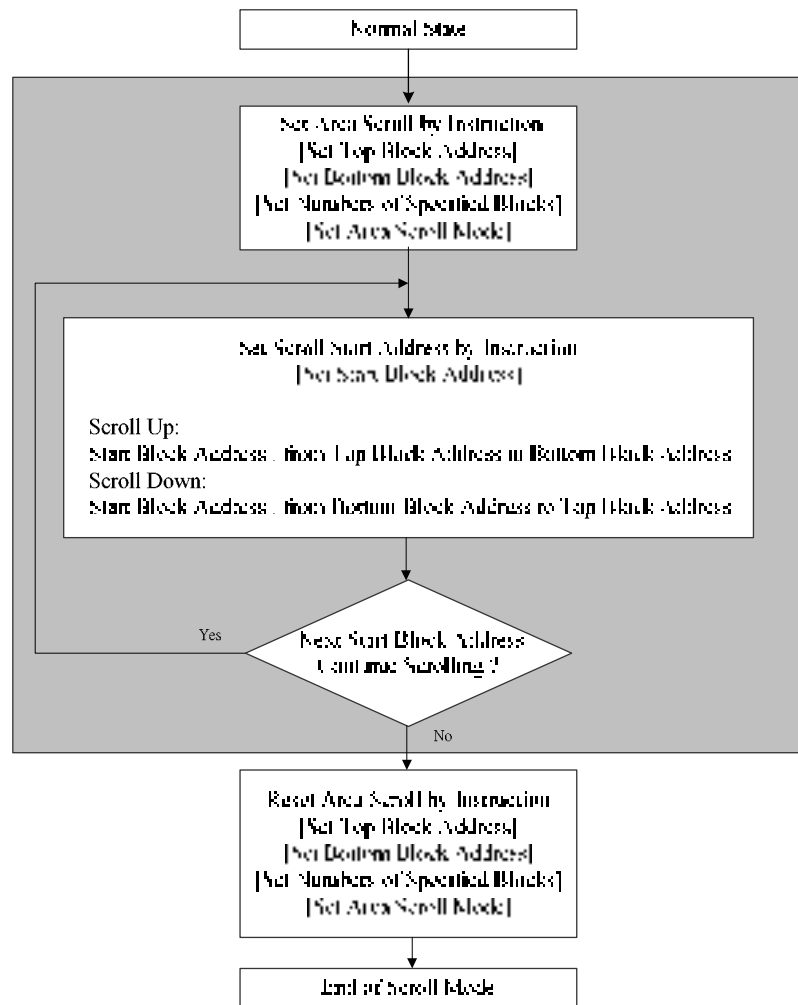 Normal State
Set Area Scroll by Instruction
[Set Top Block Address]
[Set Bottom Block Address]
[Set Numbers of Specified Blocks]
[Set Area Scroll Mode]
Set Scroll Start Address by Instruction
[Set Start Block Address]
Scroll Up:
Start Block Address : from Top Block Address to Bottom Block Address
Scroll Down:
Start Block Address : from Bottom Block Address to Top Block Address
Next Start Block Address
Continue Scrolling ?
Yes
No
Reset Area Scroll by Instruction
[Set Top Block Address]
[Set Bottom Block Address]
[Set Numbers of Specified Blocks]
[Set Area Scroll Mode]
End of Scroll Mode